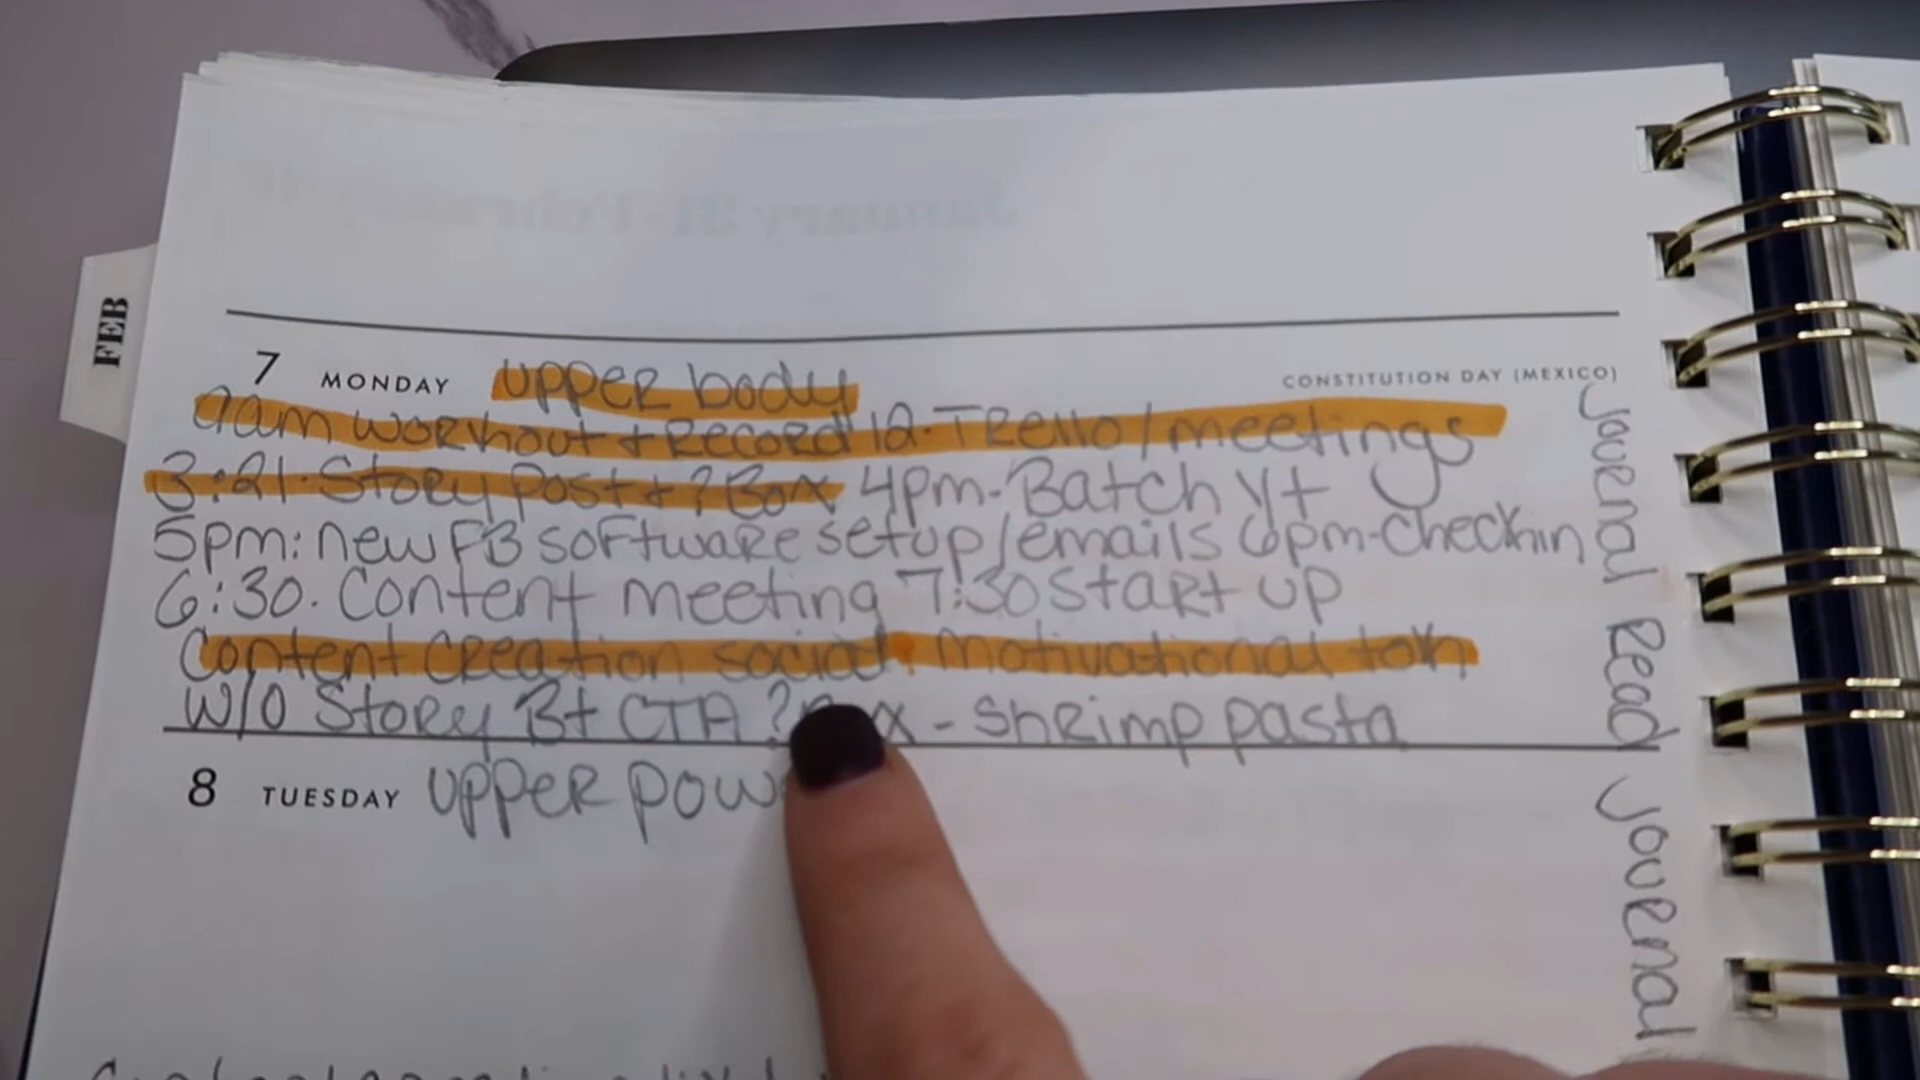 FEB
7 MONDAY upper body CONSTITUTION DAY (MEXICO)
9am workout + Record 12. Trello/meetings
3:21. Story Post + ? Box 4pm-Batch Yt
5pm: new FB software setup/emails 6pm-checkin
6:30. Content meeting 7:30 start up
Content Creation social: motivational
W/O Story Bt CTA ? - Shrimp pasta
8 TUESDAY upper
Journal Read Journal